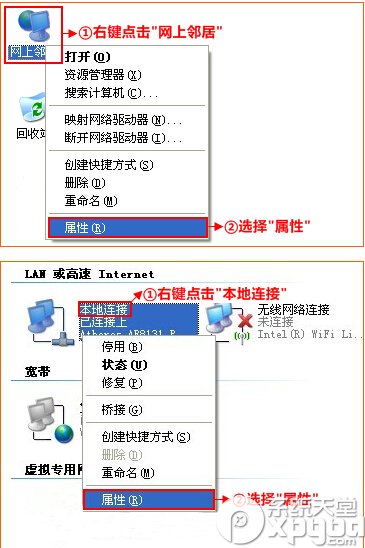 ①右键点击"网上邻居"
网上邻
打开(O)
资源管理器(X)
搜索计算机(C)...
回收站
映射网络驱动器(N)...
断开网络驱动器(I)...
创建快捷方式(S)
删除(D)
重命名(M)
属性(R)
②选择"属性"
LAN 或高速 Internet
①右键点击"本地连接"
本地连接
已连接上
Atheros AR8131 P
无线网络连接
未连接
Intel(R) WiFi Li...
停用(B)
状态(U)
修复(P)
宽带
桥接(G)
创建快捷方式(S)
删除(D)
重命名(M)
虚拟专用网
属性(R)
②选择"属性"
系统天堂